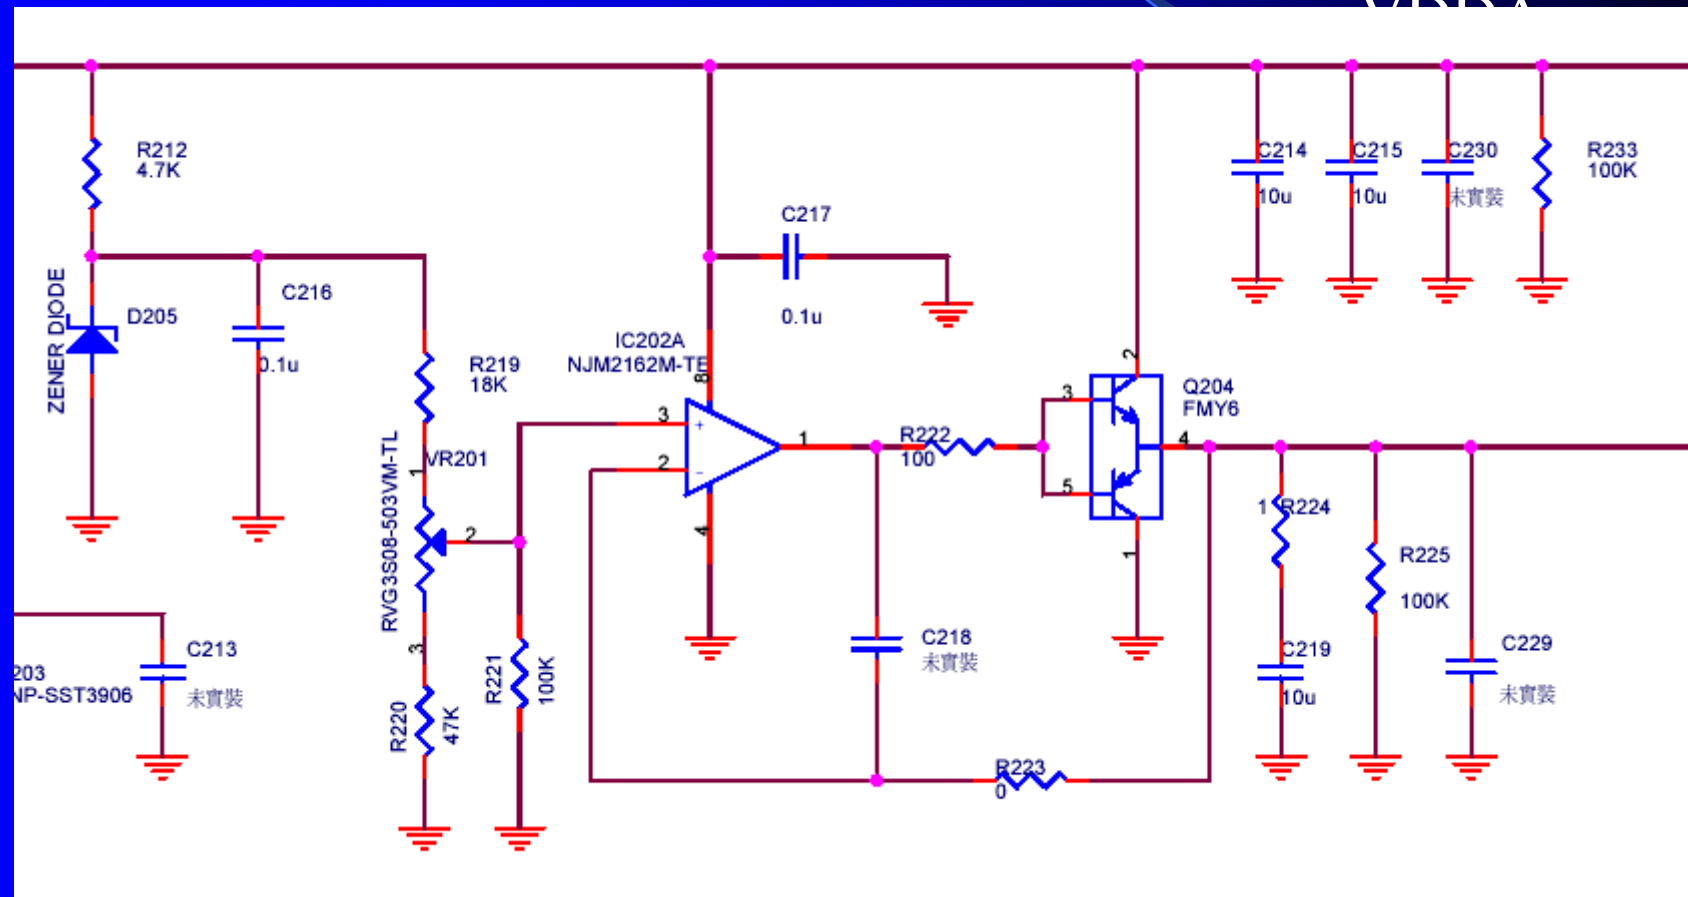 VDDA
R212
4.7K
C214
10u
C215
10u
C230
未實裝
R233
100K
C217
0.1u
ZENER DIODE
D205
C216
0.1u
IC202A
NJM2162M-TE
8
3
+
2
-
1
4
R219
18K
RVG3S08-503VM-TL
1
VR201
2
3
R222
100
2
3
5
4
1
Q204
FMY6
1
R224
R225
100K
C219
10u
C229
未實裝
C218
未實裝
R221
100K
R220
47K
R223
0
C213
未實裝
203
NP-SST3906